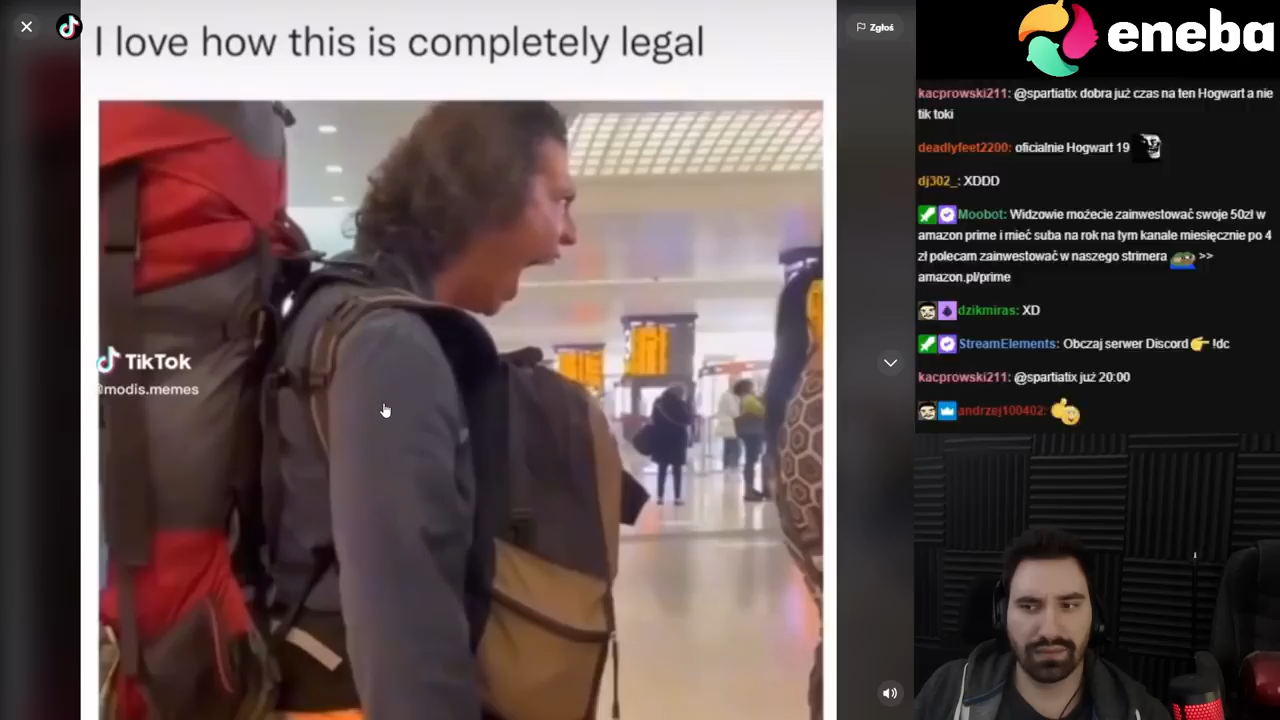 I love how this is completely legal
Zgłoś
TikTok
@modis.memes
eneba
kacprowski211: @spartiatix dobra już czas na ten Hogwart a nie
tik toki
deadlyfeet2200: oficialnie Hogwart 19
dj302_: XDDD
Moobot: Widzowie możecie zainwestować swoje 50zł w
amazon prime i mieć suba na rok na tym kanale miesięcznie po 4
zł polecam zainwestować w naszego strimera >>
amazon.pl/prime
dzikmiras: XD
StreamElements: Obczaj serwer Discord !dc
kacprowski211: @spartiatix już 20:00
andrzej100402: